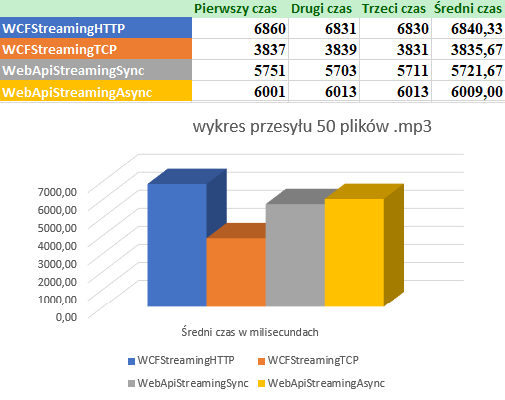 Pierwszy czas Drugi czas Trzeci czas Średni czas
WCFStreamingHTTP 6860 6831 6830 6840,33
WCFStreamingTCP 3837 3839 3831 3835,67
WebApiStreamingSync 5751 5703 5711 5721,67
WebApiStreamingAsync 6001 6013 6013 6009,00
wykres przesyłu 50 plików .mp3
7000,00
6000,00
5000,00
4000,00
3000,00
2000,00
1000,00
0,00
Średni czas w milisecundach
WCFStreamingHTTP WCFStreamingTCP
WebApiStreamingSync WebApiStreamingAsync